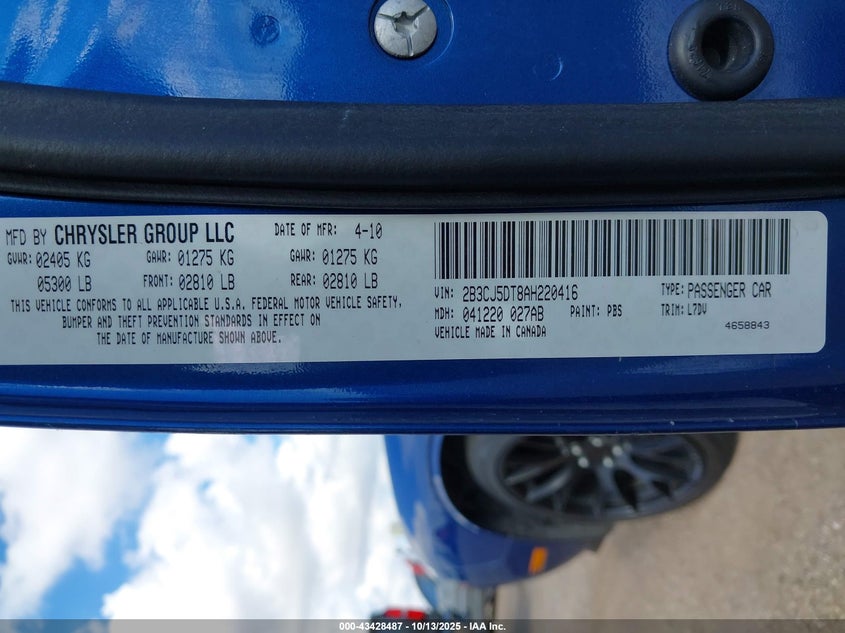 MFD BY CHRYSLER GROUP LLC DATE OF MFR: 4-10
GVWR: 02405 KG GAWR: 01275 KG GAWR: 01275 KG
05300 LB FRONT: 02810 LB REAR: 02810 LB
THIS VEHICLE CONFORMS TO ALL APPLICABLE U.S.A. FEDERAL MOTOR VEHICLE SAFETY,
BUMPER AND THEFT PREVENTION STANDARDS IN EFFECT ON
THE DATE OF MANUFACTURE SHOWN ABOVE.
VIN: 2B3CJ5DT8AH220416 TYPE: PASSENGER CAR
MDH: 041220 027AB PAINT: PBS TRIM: L7DV
VEHICLE MADE IN CANADA
4658843
000-43428487 - 10/13/2025 - IAA Inc.